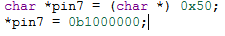 char *pin7 = (char *) 0x50;
*pin7 = 0b1000000;